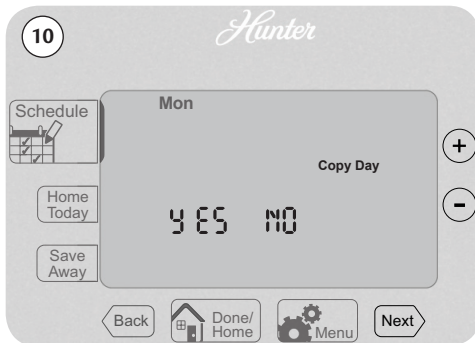 10
Hunter
Schedule
Mon
Copy Day
+
Home
Today
YES NO
-
Save
Away
Back
Done/
Home
Menu
Next